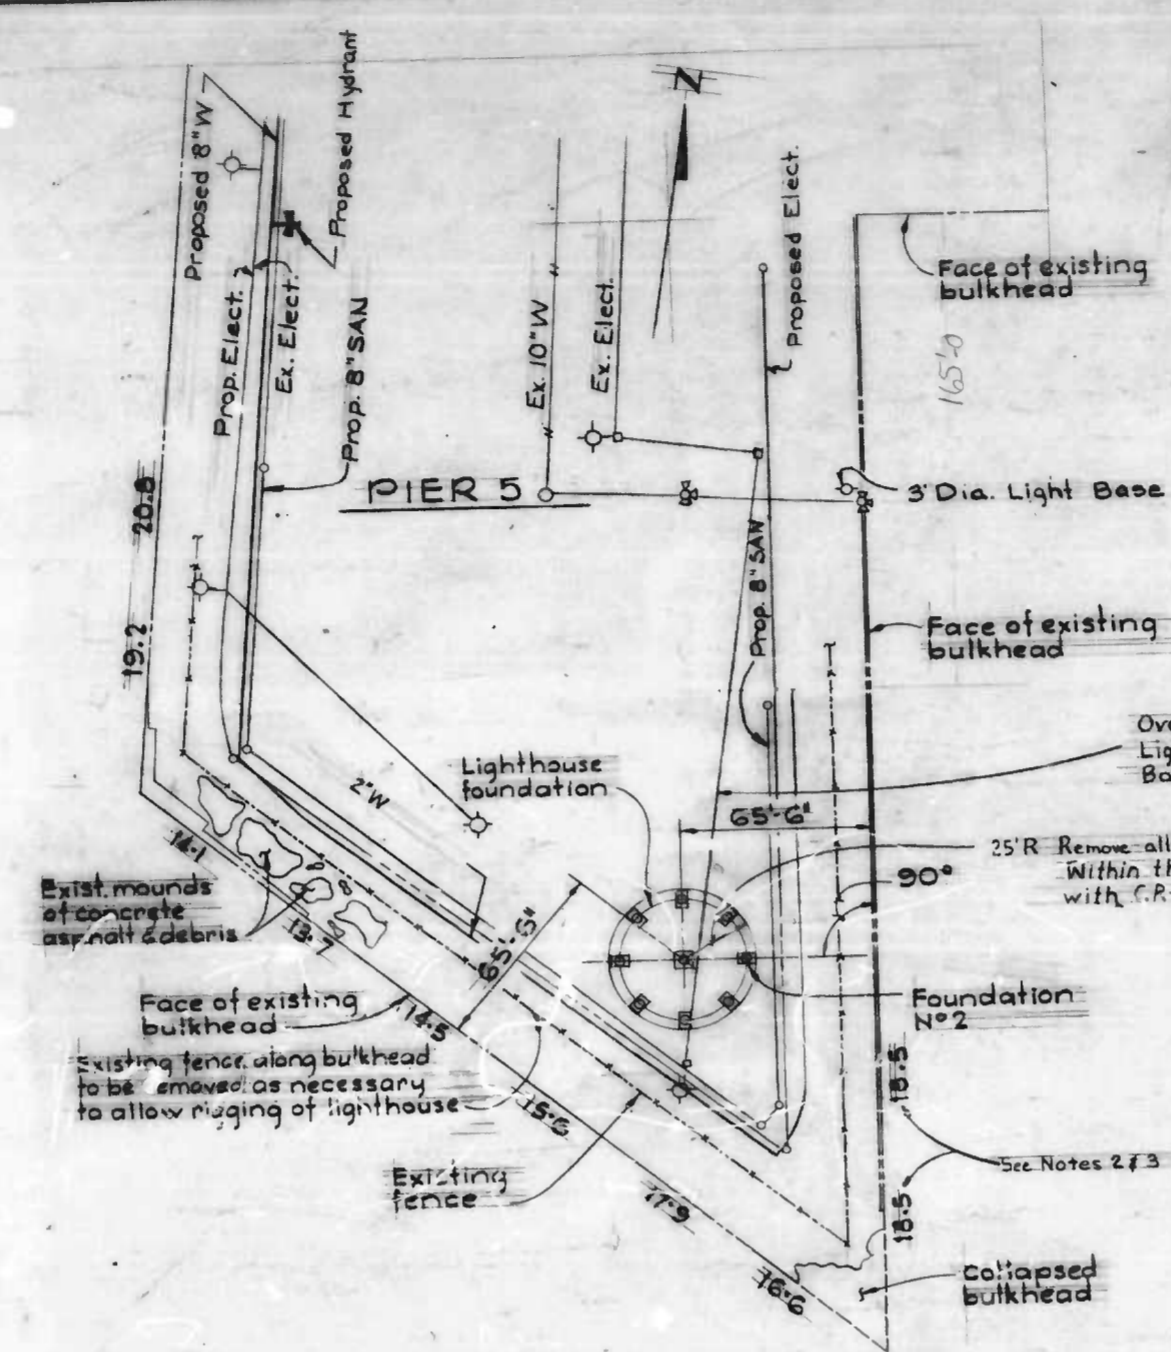 Proposed 8"W
Proposed Hydrant
N
Prop. Elect.
Ex. Elect.
Prop. 8"SAN
Ex. 10"W
Ex. Elect.
Proposed Elect.
Face of existing
bulkhead
165'-0
20.8
PIER 5
3' Dia. Light Base
Prop. 8"SAN
19.2
Face of existing
bulkhead
2"W
Lighthouse
foundation
65'-6"
25'R Remove all
Within
with
90°
14.1
Exist. mounds
of concrete
asphalt & debris
13.7
65'-6"
Face of existing
bulkhead
14.5
Foundation
Nº2
Existing fence along bulkhead
to be removed as necessary
to allow rigging of lighthouse
15.6
18.5
See Notes 2 & 3
Existing
fence
17.9
18.5
16.6
Collapsed
bulkhead